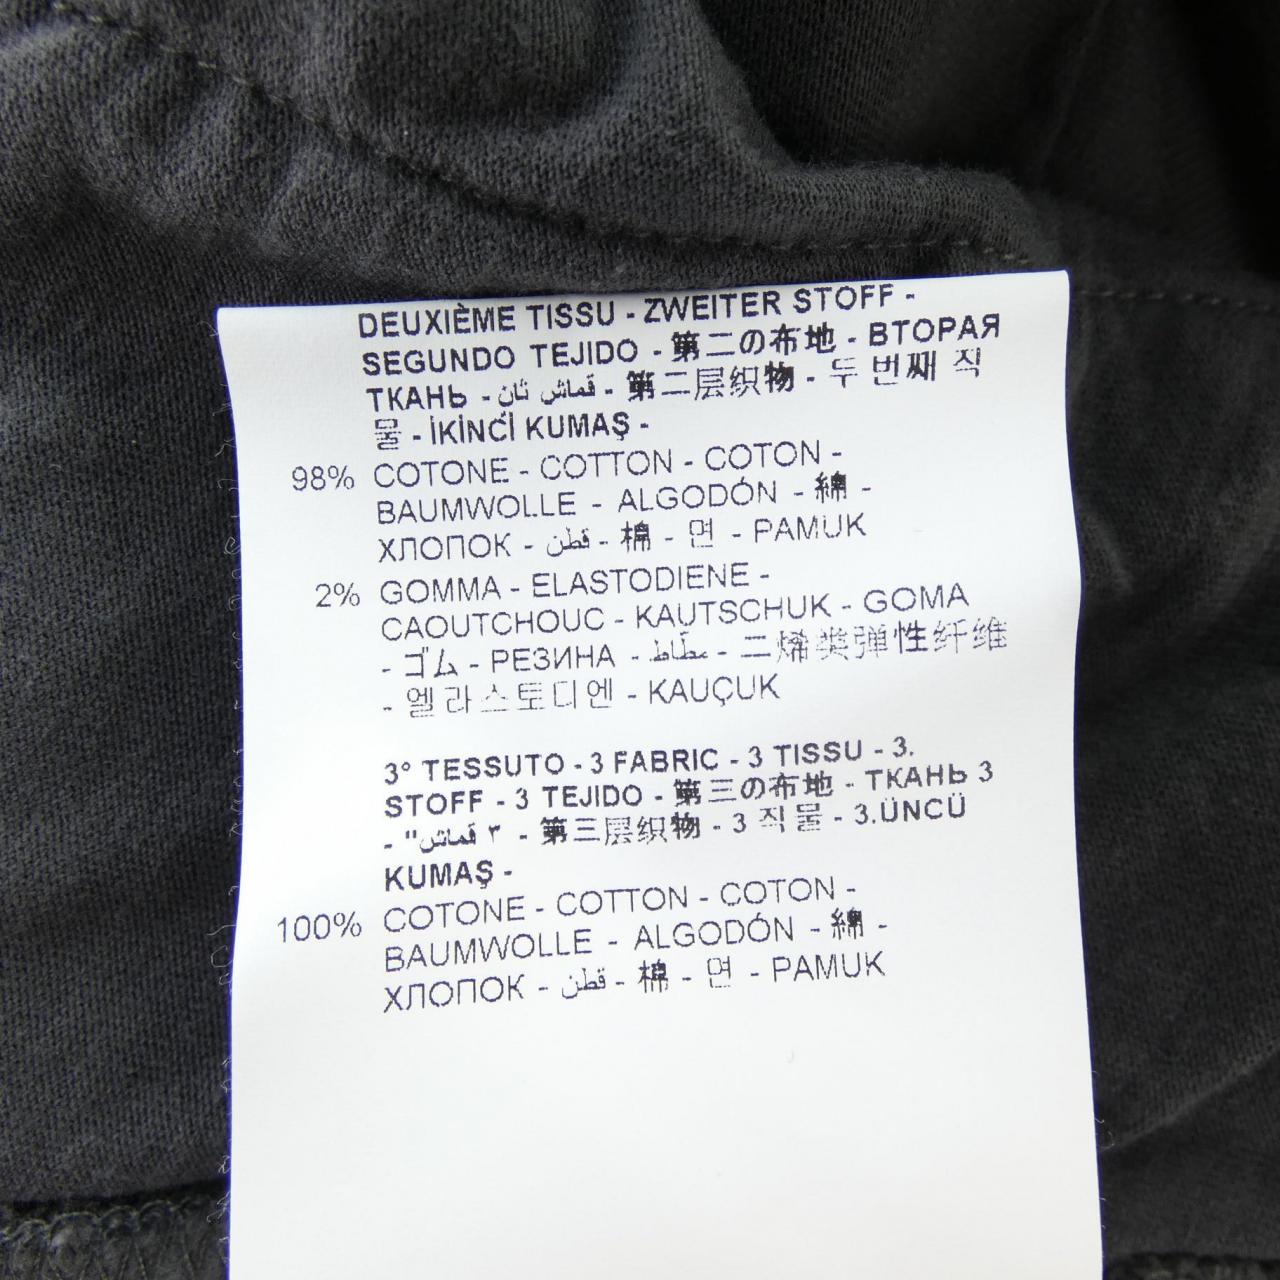 DEUXIÈME TISSU - ZWEITER STOFF -
SEGUNDO TEJIDO - 第二の布地 - ВТОРАЯ
ТКАНЬ - قماش ثان - 第二层织物 - 두 번째 직
물 - İKİNCİ KUMAŞ -
98% COTONE - COTTON - COTON -
BAUMWOLLE - ALGODÓN - 綿 -
ХЛОПОК - قطن - 棉 - 면 - PAMUK
2% GOMMA - ELASTODIENE -
CAOUTCHOUC - KAUTSCHUK - GOMA
- ゴム - РЕЗИНА - مطّاط - 二烯类弹性纤维
- 엘라스토디엔 - KAUÇUK
3° TESSUTO - 3 FABRIC - 3 TISSU - 3.
STOFF - 3 TEJIDO - 第三の布地 - ТКАНЬ 3
- "قماش ٣ - 第三层织物 - 3 직물 - 3.ÜNCÜ
KUMAŞ -
100% COTONE - COTTON - COTON -
BAUMWOLLE - ALGODÓN - 綿 -
ХЛОПОК - قطن - 棉 - 면 - PAMUK